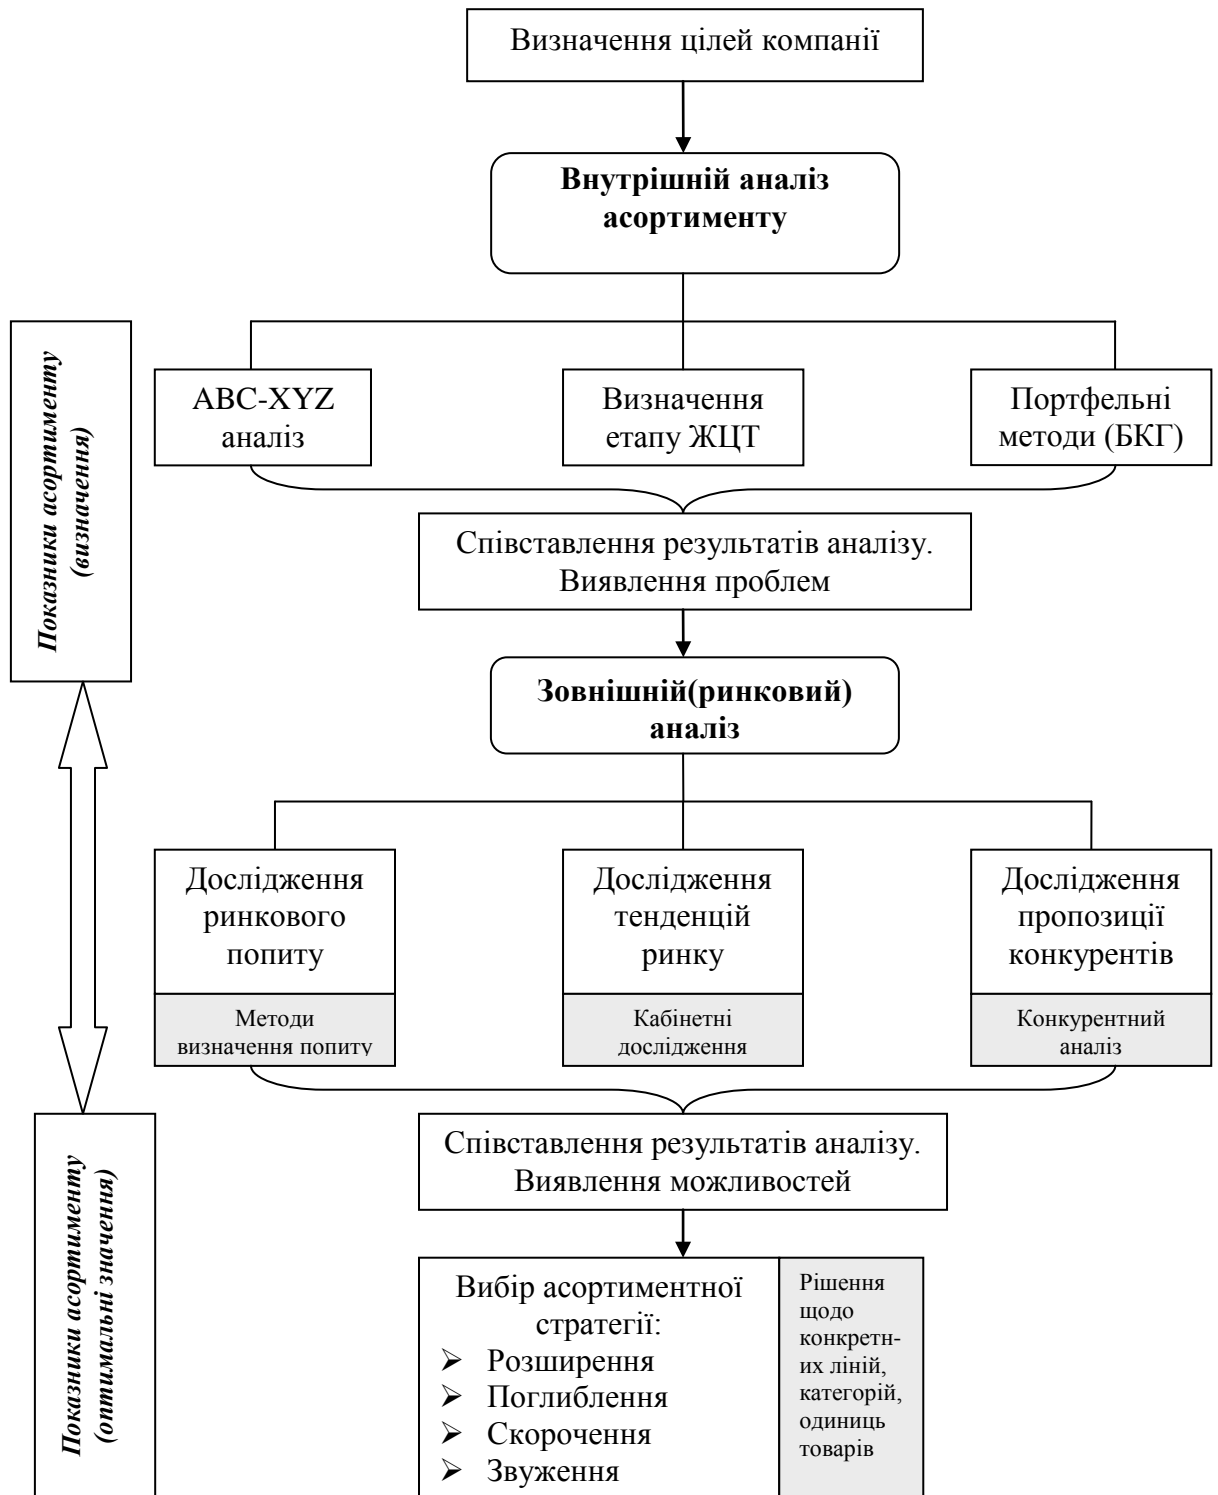 Визначення цілей компанії
Внутрішній аналіз
асортименту
Показники асортименту
(визначення)
ABC-XYZ
аналіз
Визначення
етапу ЖЦТ
Портфельні
методи (БКГ)
Співставлення результатів аналізу.
Виявлення проблем
Зовнішній(ринковий)
аналіз
Дослідження
ринкового
попиту
Методи
визначення попиту
Дослідження
тенденцій
ринку
Кабінетні
дослідження
Дослідження
пропозиції
конкурентів
Конкурентний
аналіз
Показники асортименту
(оптимальні значення)
Співставлення результатів аналізу.
Виявлення можливостей
Вибір асортиментної
стратегії:
➢ Розширення
➢ Поглиблення
➢ Скорочення
➢ Звуження
Рішення
щодо
конкретн-
их ліній,
категорій,
одиниць
товарів